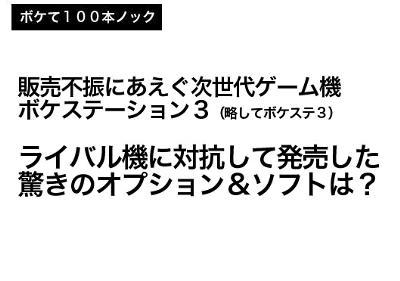 ボケて１００本ノック
販売不振にあえぐ次世代ゲーム機
ボケステーション３（略してボケステ３）
ライバル機に対抗して発売した
驚きのオプション＆ソフトは？